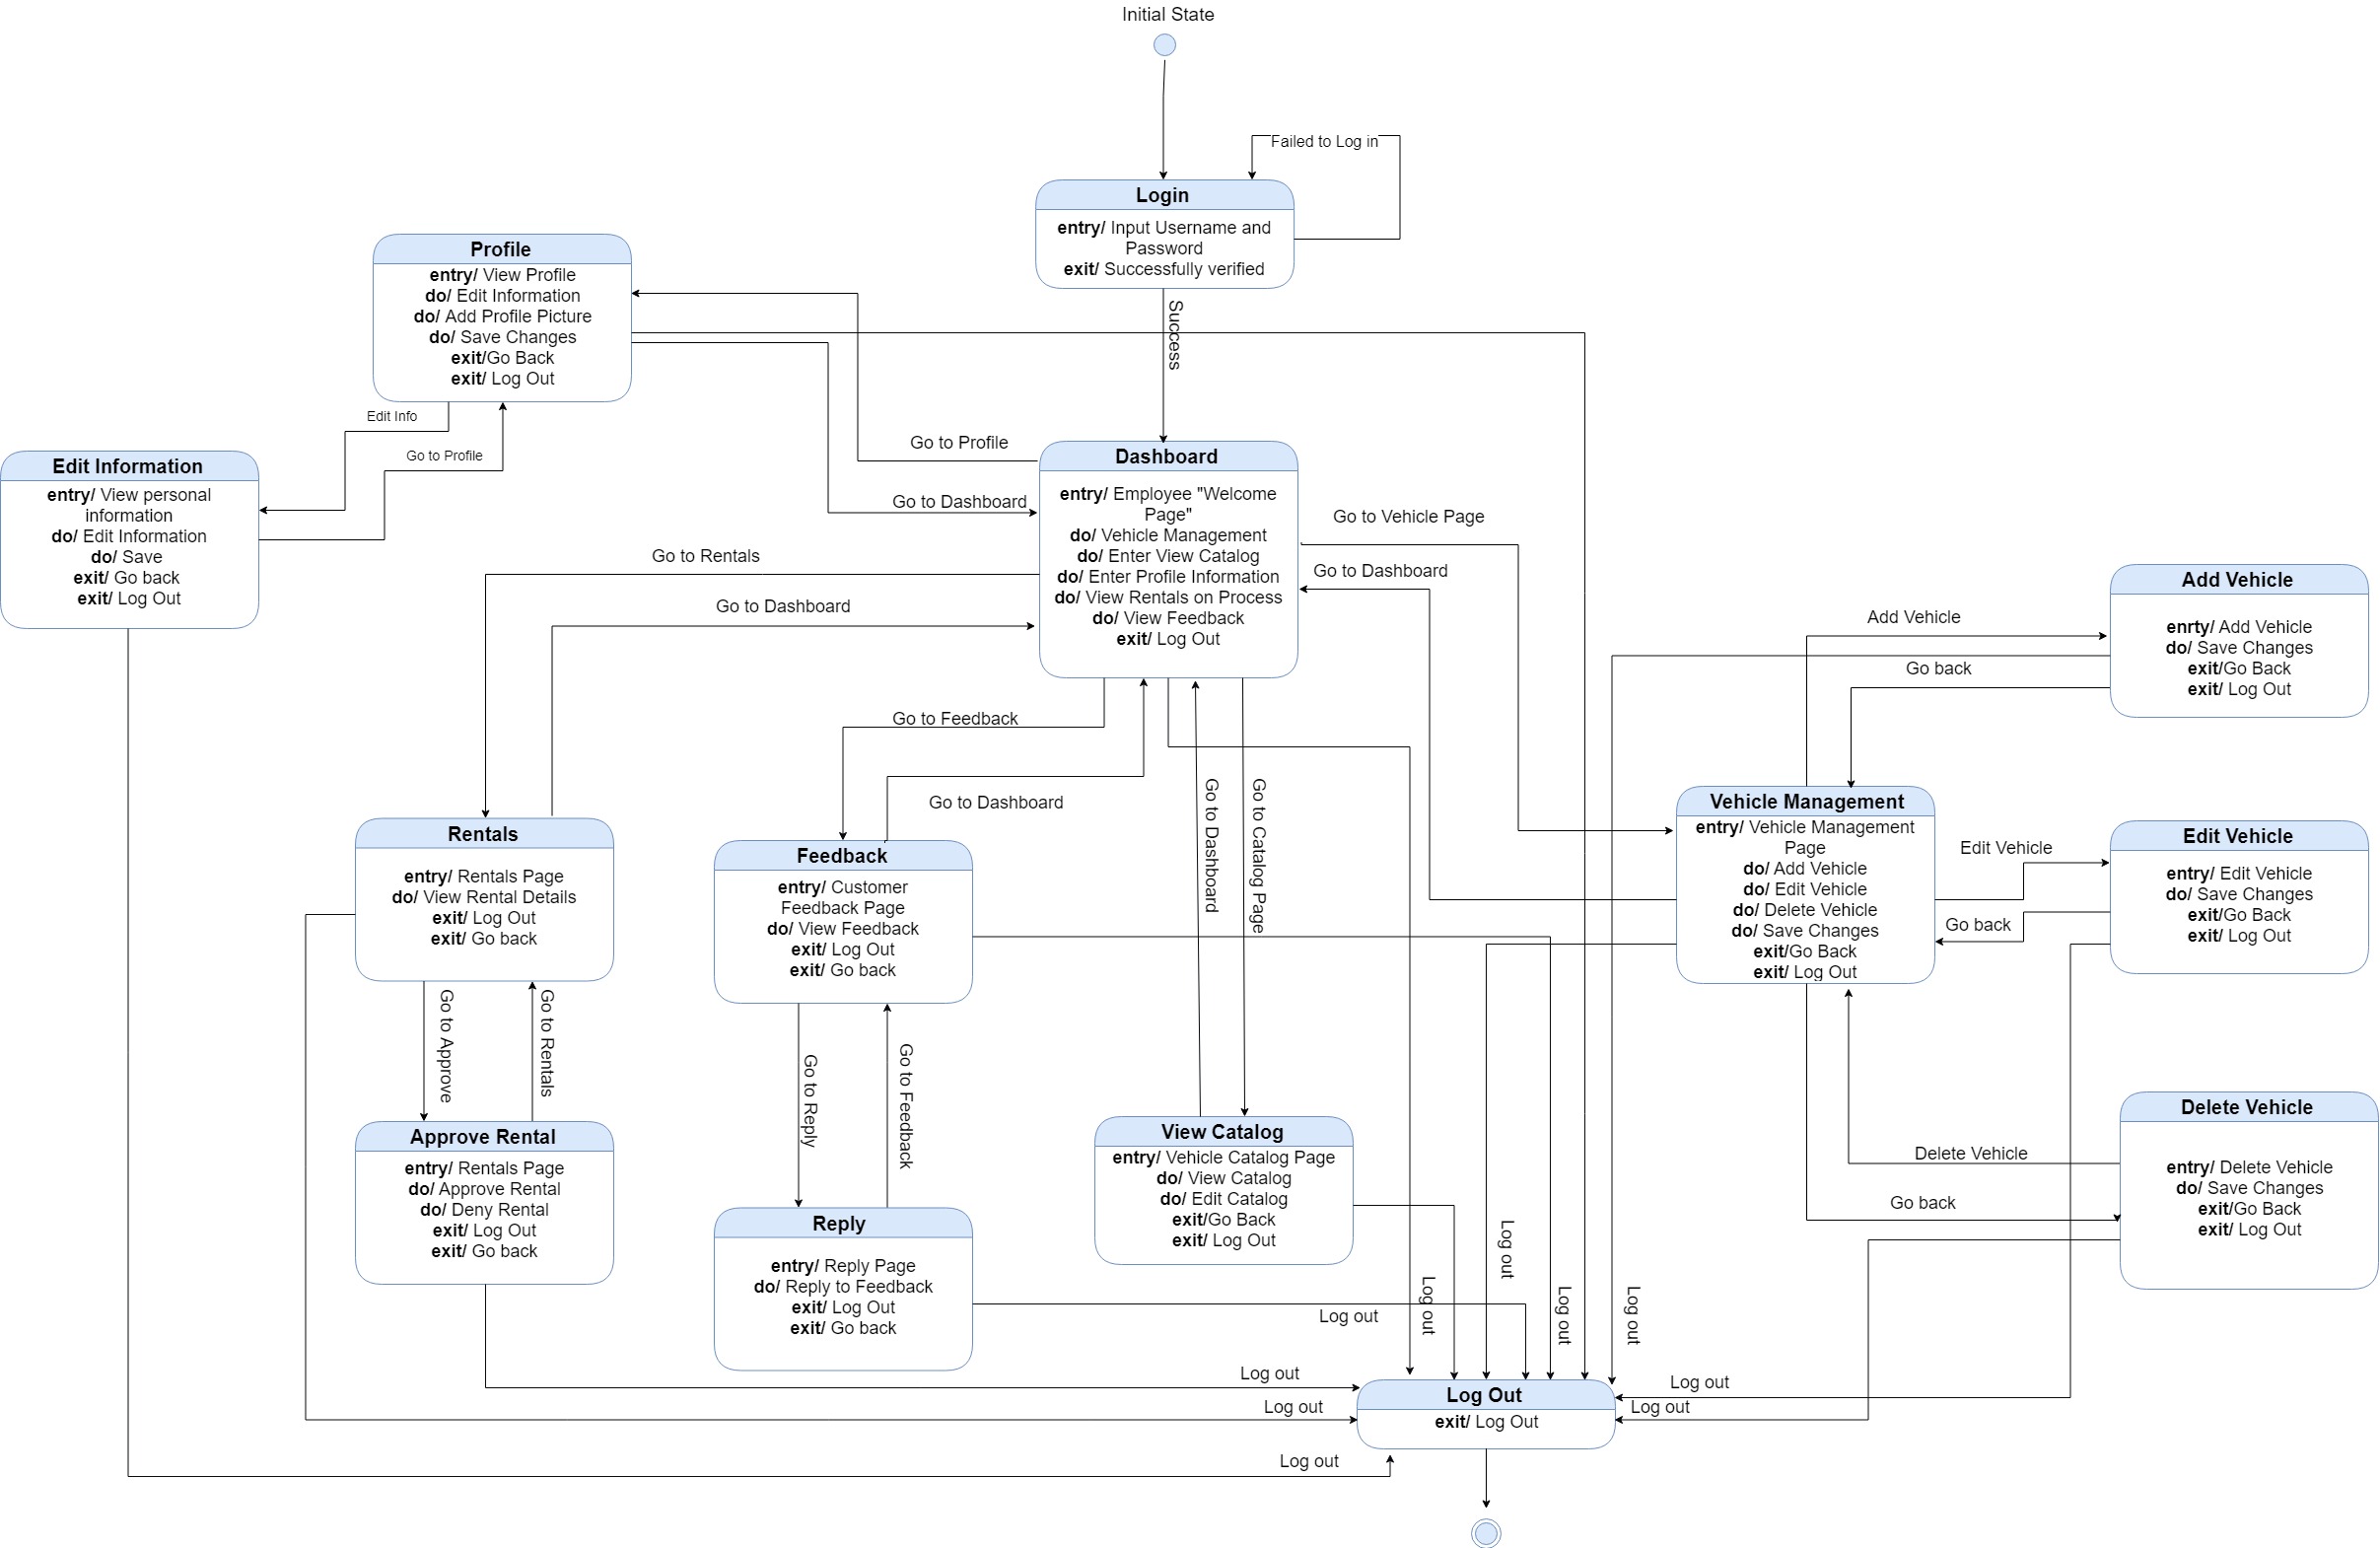 Initial State
Failed to Log in
Login
entry/ Input Username and
Password
exit/ Successfully verified
Success
Profile
entry/ View Profile
do/ Edit Information
do/ Add Profile Picture
do/ Save Changes
exit/Go Back
exit/ Log Out
Edit Info
Go to Profile
Edit Information
entry/ View personal
information
do/ Edit Information
do/ Save
exit/ Go back
exit/ Log Out
Go to Profile
Go to Dashboard
Dashboard
entry/ Employee "Welcome
Page"
do/ Vehicle Management
do/ Enter View Catalog
do/ Enter Profile Information
do/ View Rentals on Process
do/ View Feedback
exit/ Log Out
Go to Vehicle Page
Go to Dashboard
Go to Rentals
Go to Dashboard
Add Vehicle
Go back
Add Vehicle
enrty/ Add Vehicle
do/ Save Changes
exit/Go Back
exit/ Log Out
Go to Feedback
Go to Dashboard
Go to Dashboard
Go to Catalog Page
Rentals
entry/ Rentals Page
do/ View Rental Details
exit/ Log Out
exit/ Go back
Feedback
entry/ Customer
Feedback Page
do/ View Feedback
exit/ Log Out
exit/ Go back
Vehicle Management
entry/ Vehicle Management
Page
do/ Add Vehicle
do/ Edit Vehicle
do/ Delete Vehicle
do/ Save Changes
exit/Go Back
exit/ Log Out
Edit Vehicle
Go back
Edit Vehicle
entry/ Edit Vehicle
do/ Save Changes
exit/Go Back
exit/ Log Out
Go to Approve
Go to Rentals
Go to Reply
Go to Feedback
Approve Rental
entry/ Rentals Page
do/ Approve Rental
do/ Deny Rental
exit/ Log Out
exit/ Go back
Reply
entry/ Reply Page
do/ Reply to Feedback
exit/ Log Out
exit/ Go back
View Catalog
entry/ Vehicle Catalog Page
do/ View Catalog
do/ Edit Catalog
exit/Go Back
exit/ Log Out
Delete Vehicle
Go back
Delete Vehicle
entry/ Delete Vehicle
do/ Save Changes
exit/Go Back
exit/ Log Out
Log out
Log out
Log out
Log out
Log out
Log out
Log out
Log out
Log out
Log out
Log Out
exit/ Log Out